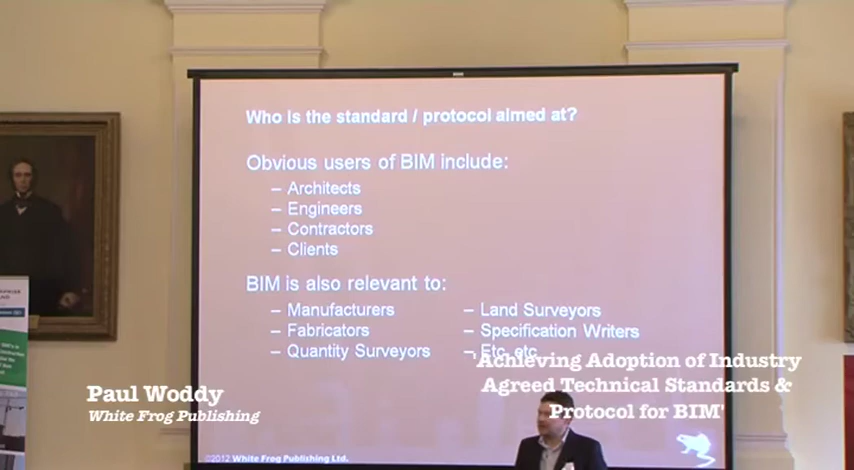 Who is the standard / protocol aimed at?
Obvious users of BIM include:
– Architects
– Engineers
– Contractors
– Clients
BIM is also relevant to:
– Manufacturers
– Fabricators
– Quantity Surveyors
– Land Surveyors
– Specification Writers
– Etc, etc
'Achieving Adoption of Industry
Agreed Technical Standards &
Protocol for BIM'
Paul Woddy
White Frog Publishing
©2012 White Frog Publishing Ltd.